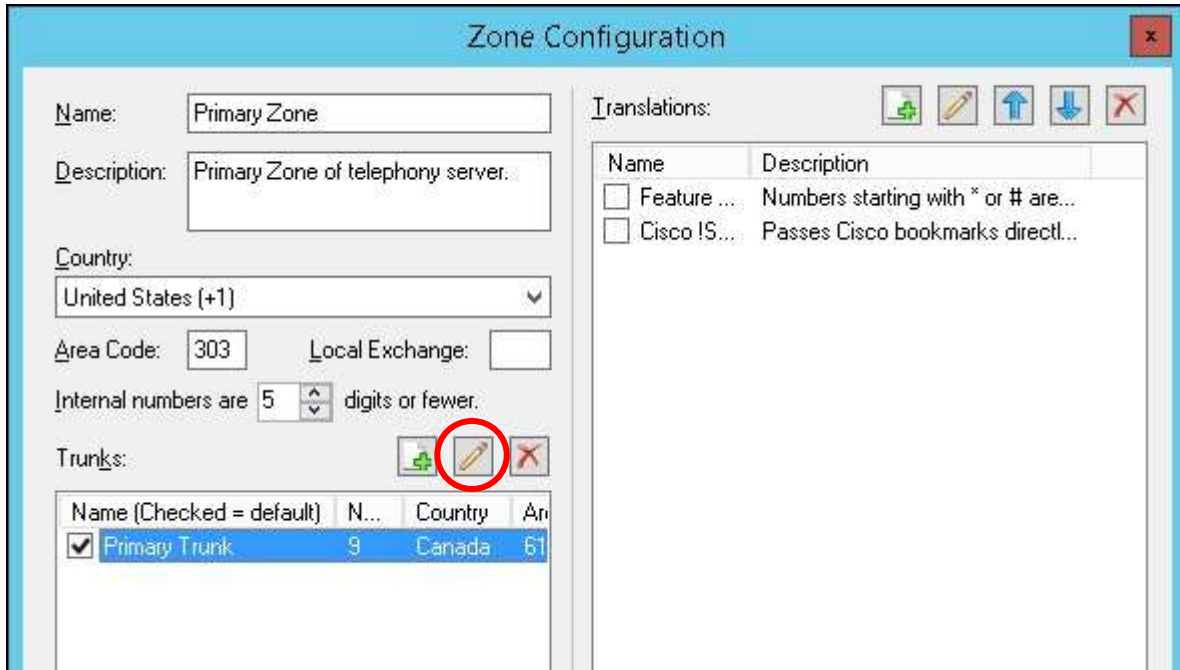 Zone Configuration
x
Name: Primary Zone
Description: Primary Zone of telephony server.
Country:
United States (+1)
Area Code: 303 Local Exchange:
Internal numbers are 5 digits or fewer.
Trunks:
Name (Checked = default) N... Country Are
Primary Trunk 9 Canada 61
Translations:
Name Description
Feature ... Numbers starting with * or # are...
Cisco !S... Passes Cisco bookmarks directl...